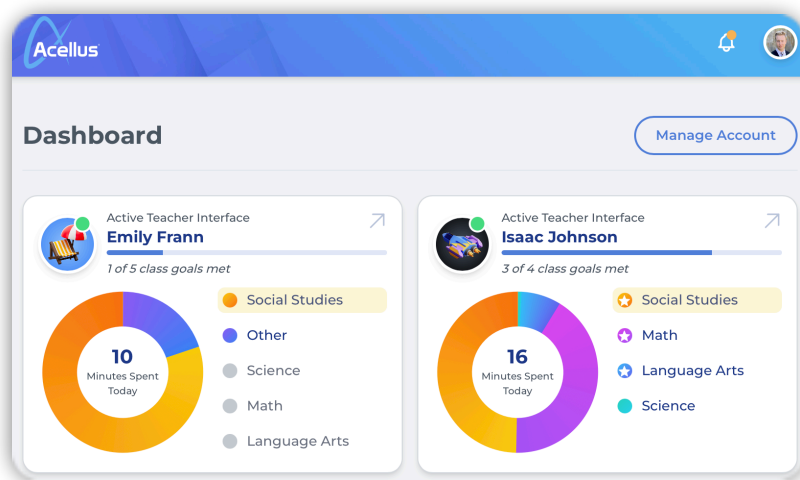 Acellus
Dashboard
Manage Account
Active Teacher Interface
Emily Frann
1 of 5 class goals met
10
Minutes Spent
Today
Social Studies
Other
Science
Math
Language Arts
Active Teacher Interface
Isaac Johnson
3 of 4 class goals met
16
Minutes Spent
Today
Social Studies
Math
Language Arts
Science